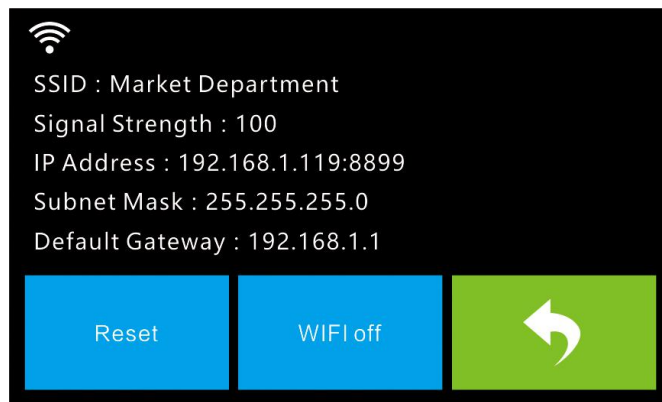 SSID : Market Department
Signal Strength : 100
IP Address : 192.168.1.119:8899
Subnet Mask : 255.255.255.0
Default Gateway : 192.168.1.1
Reset
WIFI off